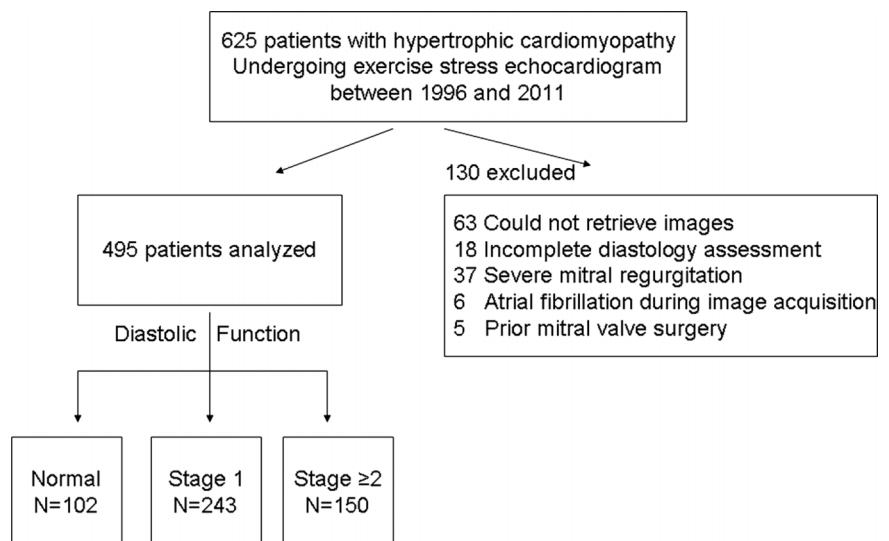 625 patients with hypertrophic cardiomyopathy
Undergoing exercise stress echocardiogram
between 1996 and 2011
130 excluded
63 Could not retrieve images
18 Incomplete diastology assessment
37 Severe mitral regurgitation
6 Atrial fibrillation during image acquisition
5 Prior mitral valve surgery
495 patients analyzed
Diastolic Function
Normal
N=102
Stage 1
N=243
Stage ≥2
N=150